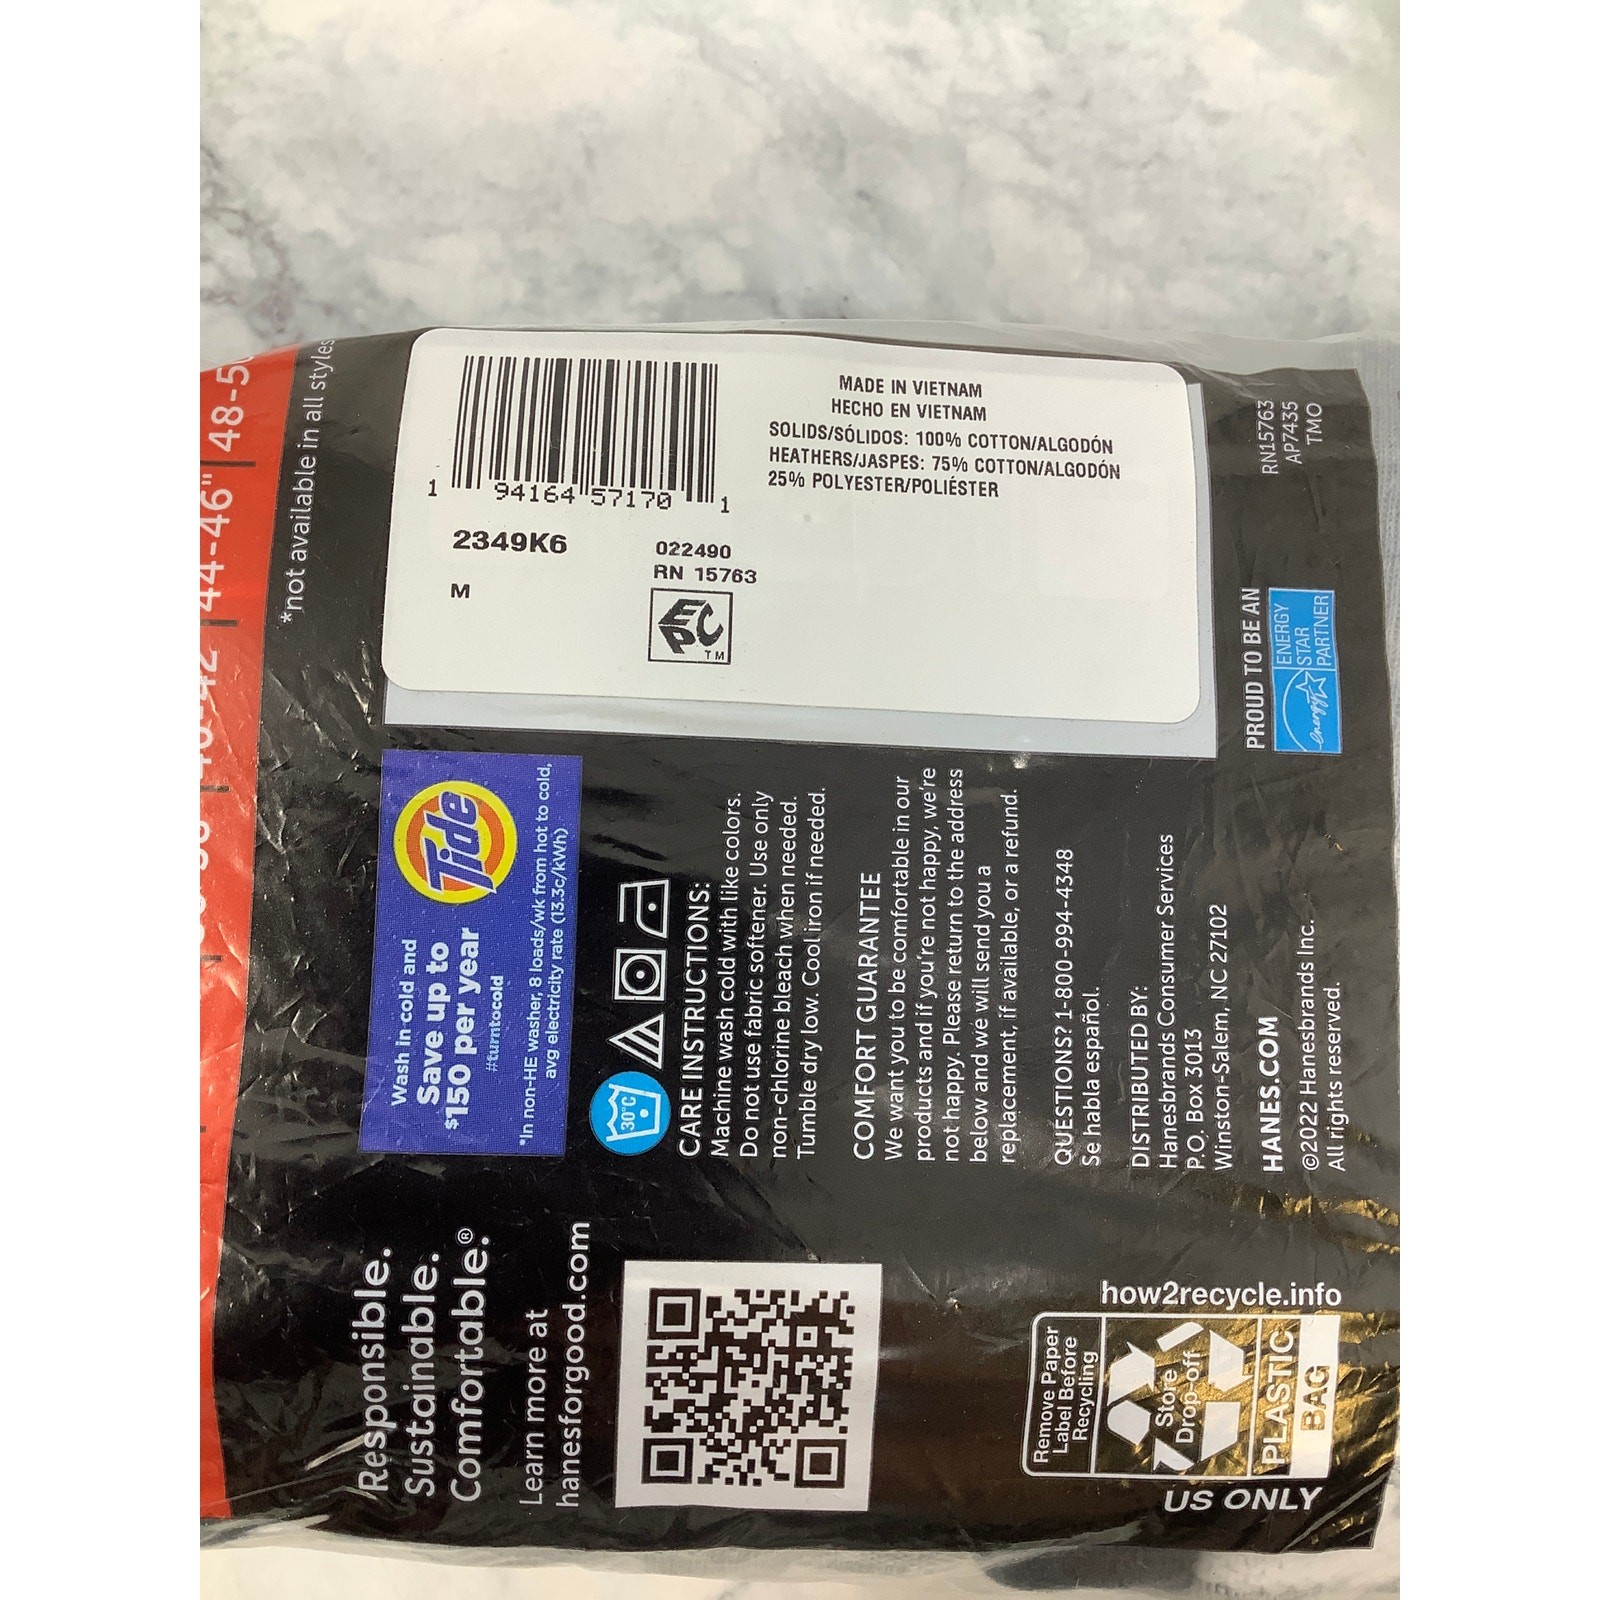 1 94164 57170 1
2349K6
M
022490
RN 15763
EPC
TM
MADE IN VIETNAM
HECHO EN VIETNAM
SOLIDS/SÓLIDOS: 100% COTTON/ALGODÓN
HEATHERS/JASPES: 75% COTTON/ALGODÓN
25% POLYESTER/POLIÉSTER
44-46" 48-5
*not available in all styles
Responsible.
Sustainable.
Comfortable.®
Learn more at
hanesforgood.com
Wash in cold and
Save up to
$150 per year
#turntocold
*In non-HE washer, 8 loads/wk from hot to cold,
avg electricity rate (13.3c/kWh)
Tide
30°C
CARE INSTRUCTIONS:
Machine wash cold with like colors.
Do not use fabric softener. Use only
non-chlorine bleach when needed.
Tumble dry low. Cool iron if needed.
COMFORT GUARANTEE
We want you to be comfortable in our
products and if you're not happy, we're
not happy. Please return to the address
below and we will send you a
replacement, if available, or a refund.
QUESTIONS? 1-800-994-4348
Se habla español.
DISTRIBUTED BY:
Hanesbrands Consumer Services
P.O. Box 3013
Winston-Salem, NC 27102
HANES.COM
©2022 Hanesbrands Inc.
All rights reserved.
RN15763
AP7435
TMO
PROUD TO BE AN
energy
ENERGY
STAR
PARTNER
how2recycle.info
Remove Paper
Label Before
Recycling
Store
Drop-off
PLASTIC
BAG
US ONLY